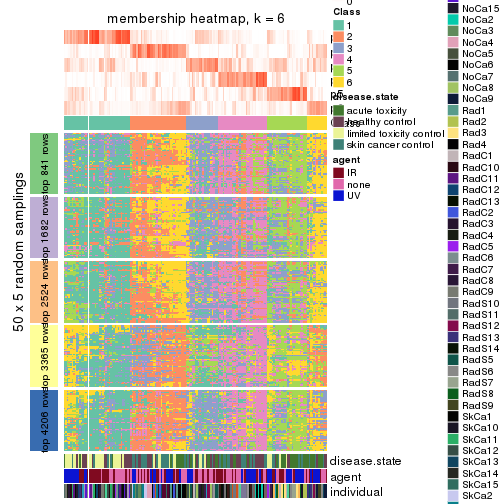 membership heatmap, k = 6
50 x 5 random samplings
top 841 rows
top 1682 rows
top 2524 rows
top 3365 rows
top 4206 rows
disease.state
agent
individual
Class
1
2
3
4
5
6
disease.state
acute toxicity
healthy control
limited toxicity control
skin cancer control
agent
IR
none
UV
NoCa15
NoCa2
NoCa3
NoCa4
NoCa5
NoCa6
NoCa7
NoCa8
NoCa9
Rad1
Rad2
Rad3
Rad4
RadC1
RadC10
RadC11
RadC12
RadC13
RadC2
RadC3
RadC4
RadC5
RadC6
RadC7
RadC8
RadC9
RadS10
RadS11
RadS12
RadS13
RadS14
RadS5
RadS6
RadS7
RadS8
RadS9
SkCa1
SkCa10
SkCa11
SkCa12
SkCa13
SkCa14
SkCa15
SkCa2